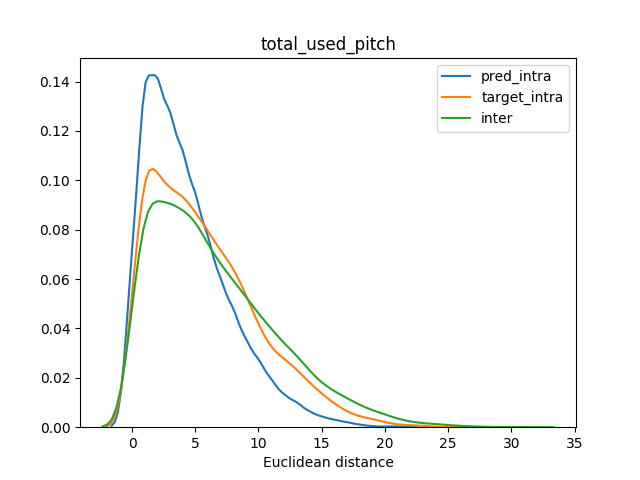 total_used_pitch
0.14
0.12
0.10
0.08
0.06
0.04
0.02
0.00
pred_intra
target_intra
inter
0 5 10 15 20 25 30 35
Euclidean distance